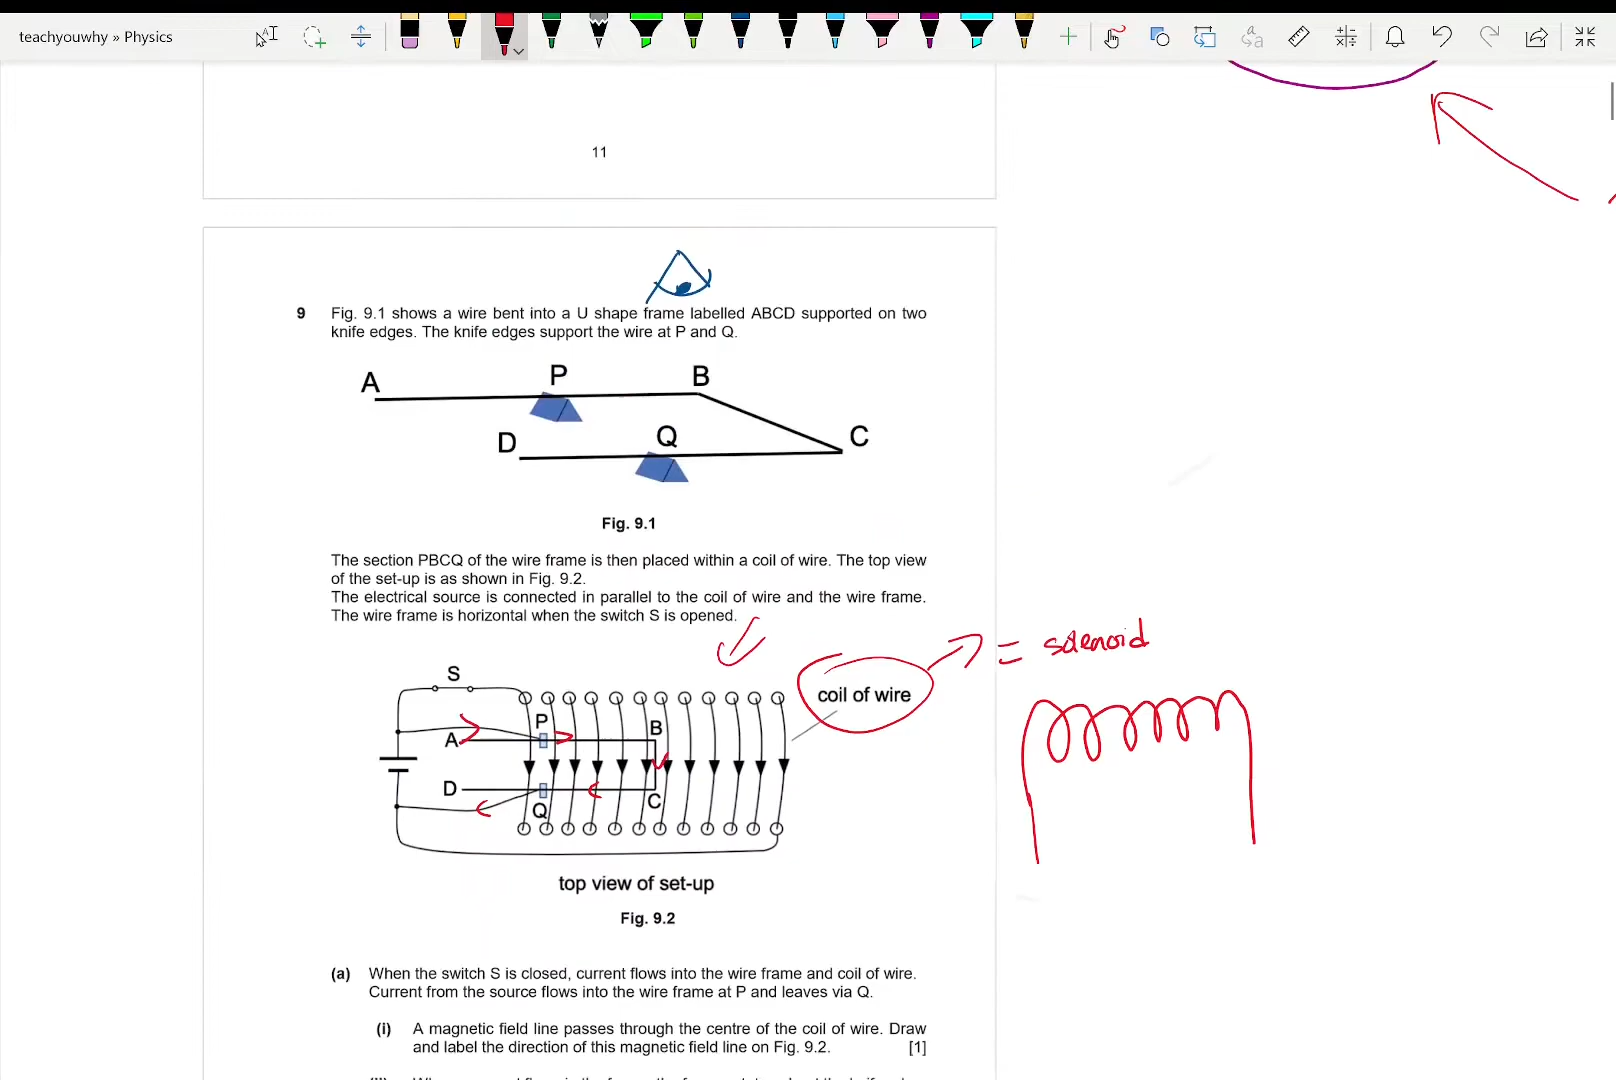 teachyouwhy » Physics
11
9 Fig. 9.1 shows a wire bent into a U shape frame labelled ABCD supported on two
knife edges. The knife edges support the wire at P and Q.
A P B
D Q C
Fig. 9.1
The section PBCQ of the wire frame is then placed within a coil of wire. The top view
of the set-up is as shown in Fig. 9.2.
The electrical source is connected in parallel to the coil of wire and the wire frame.
The wire frame is horizontal when the switch S is opened.
= solenoid
S
coil of wire
P B
A
D
Q C
top view of set-up
Fig. 9.2
(a) When the switch S is closed, current flows into the wire frame and coil of wire.
Current from the source flows into the wire frame at P and leaves via Q.
(i) A magnetic field line passes through the centre of the coil of wire. Draw
and label the direction of this magnetic field line on Fig. 9.2. [1]